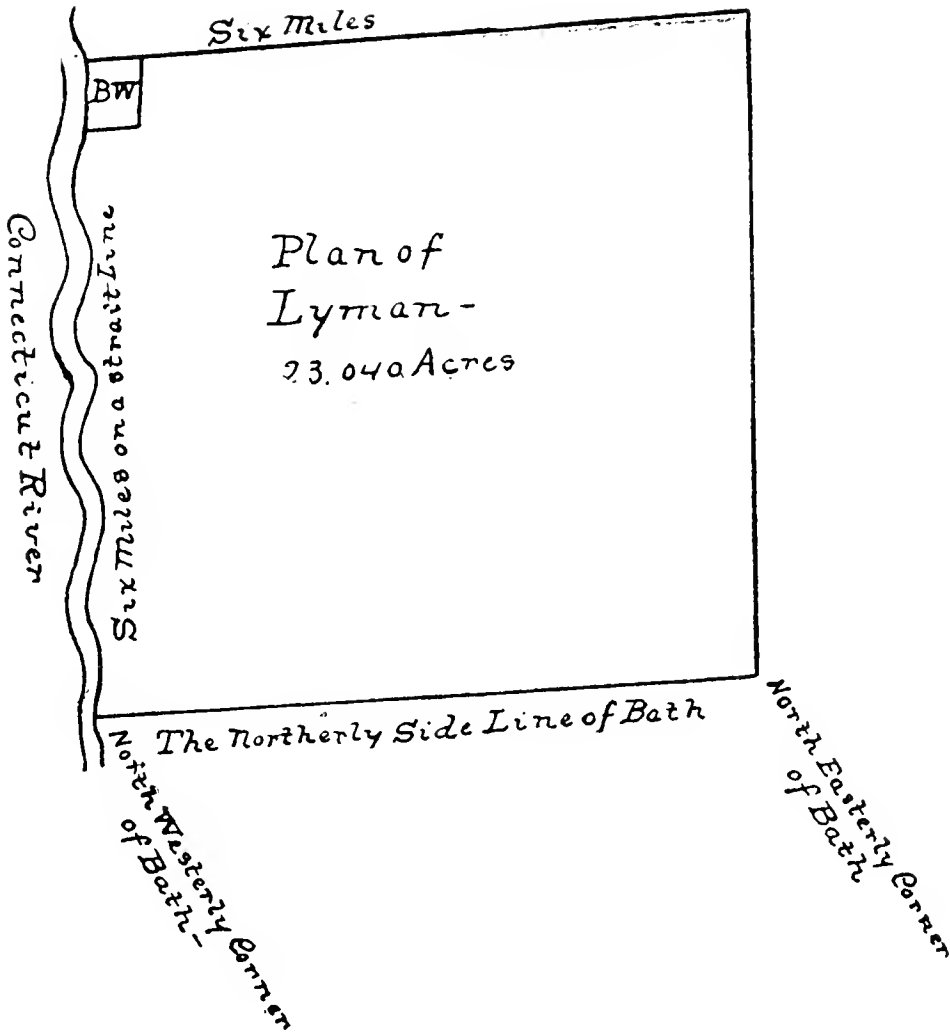 Six Miles
BW
Connecticut River
Six Miles on a strait Line
Plan of
Lyman-
23.040 Acres
The Northerly Side Line of Bath
North Westerly Corner
of Bath-
North Easterly Corner
of Bath